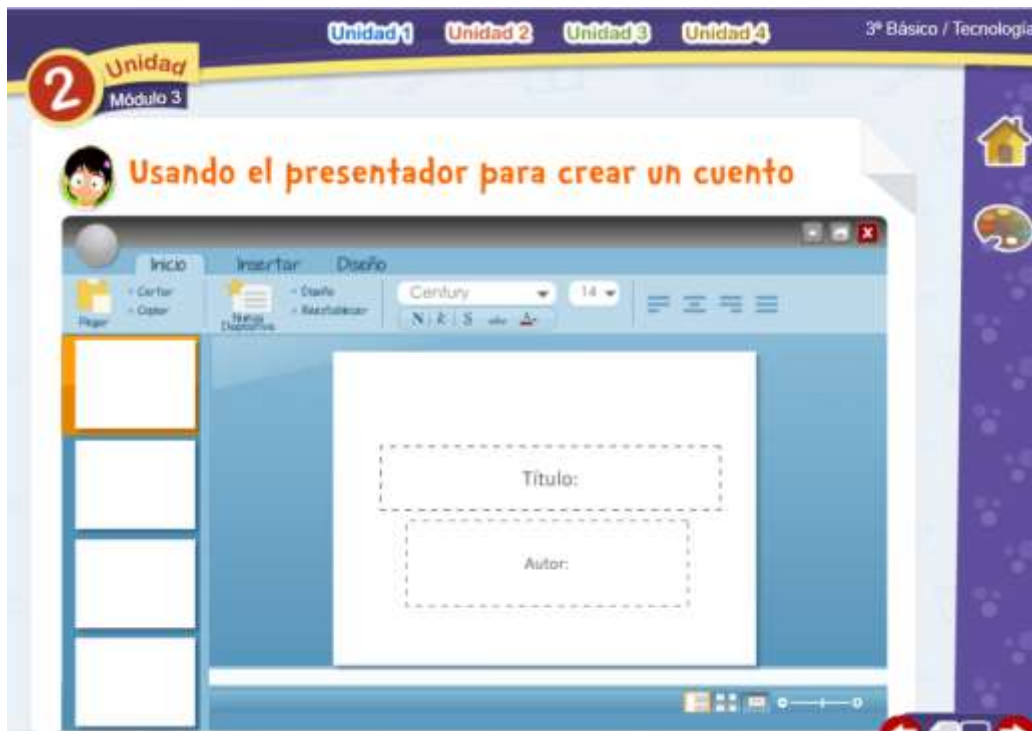 Unidad 1 Unidad 2 Unidad 3 Unidad 4
3º Básico / Tecnología
2
Unidad
Módulo 3
Usando el presentador para crear un cuento
Inicio Insertar Diseño
Pegar
• Cortar
• Copiar
Nueva
Diapositiva
• Diseño
• Restablecer
Century
14
N K S abc A
Título:
Autor: